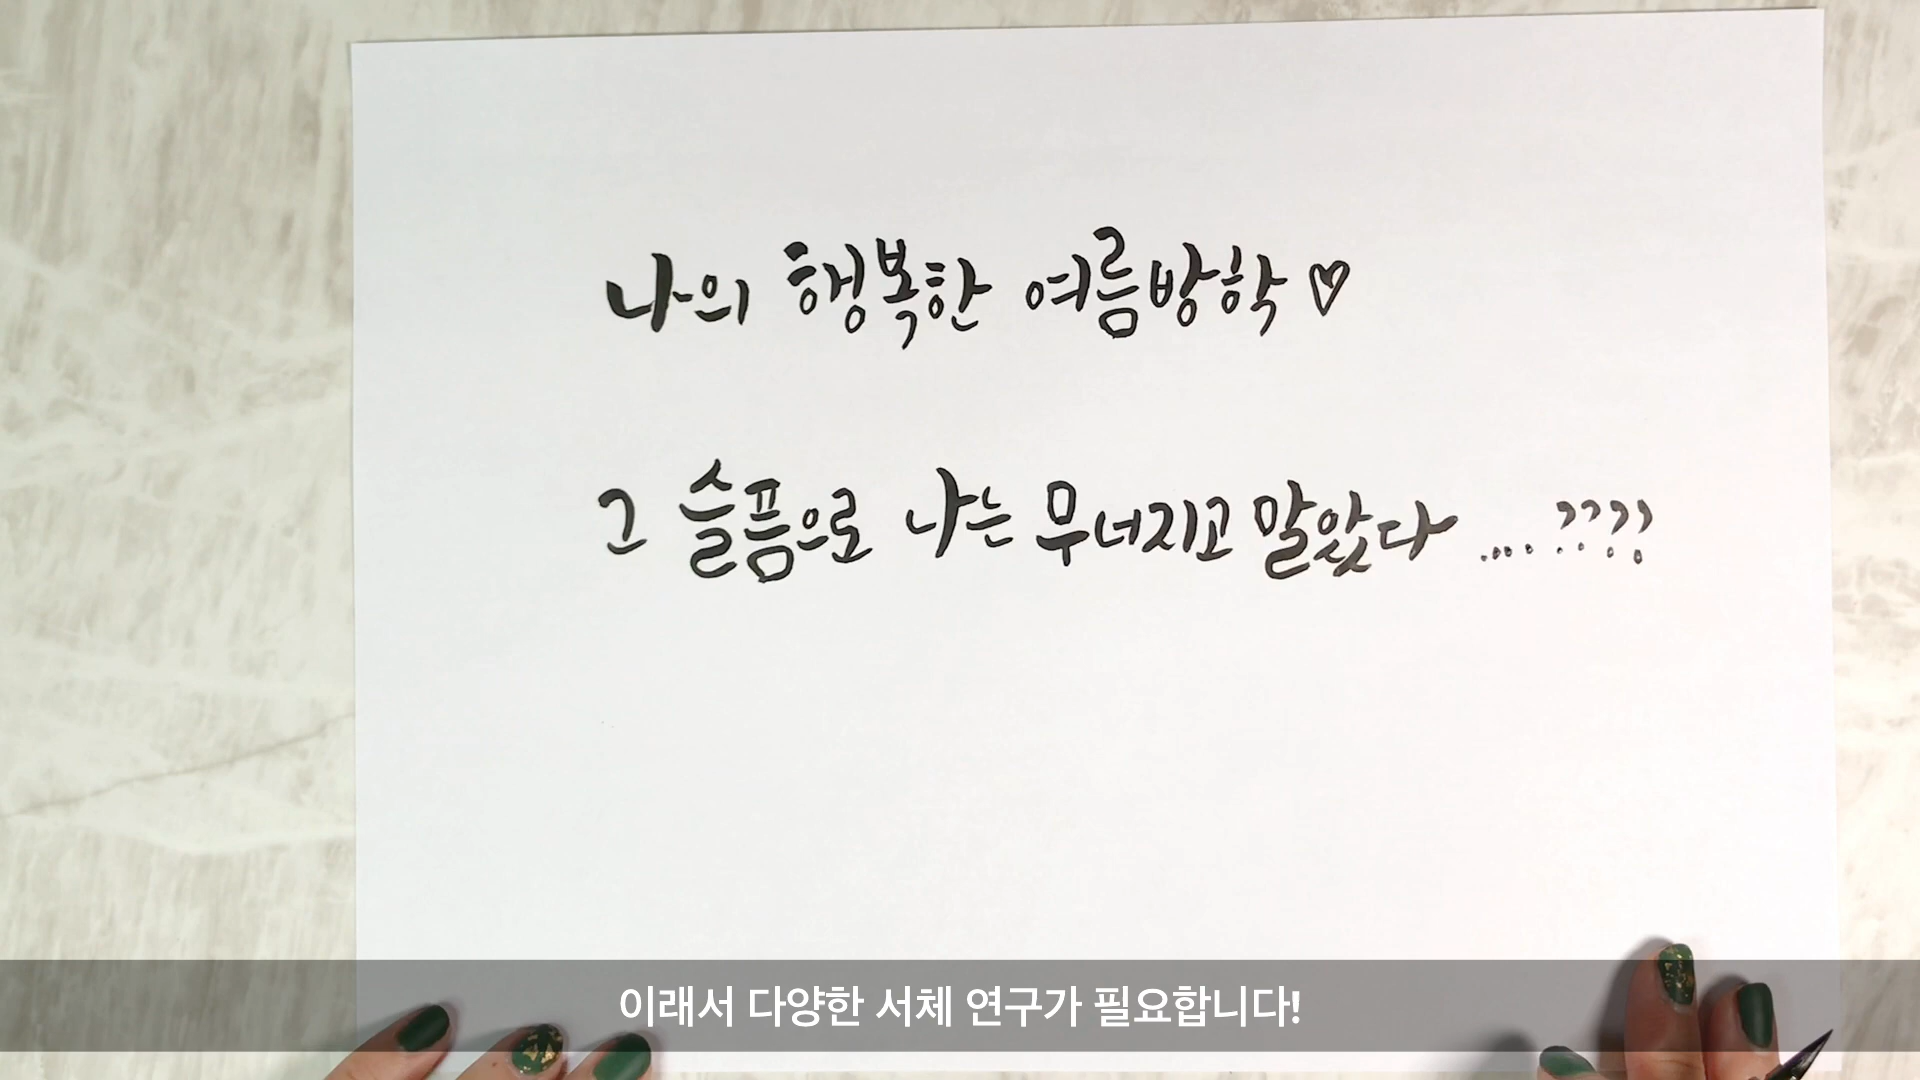 나의 행복한 여름방학♡
그 슬픔으로 나는 무너지고 말았다....????
이래서 다양한 서체 연구가 필요합니다!